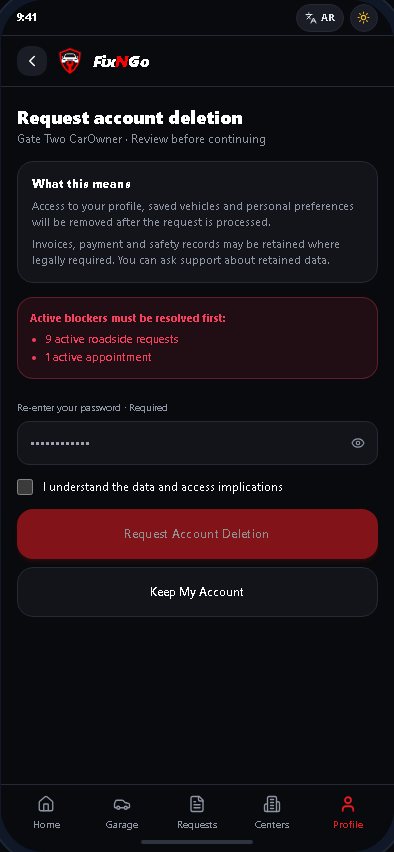 9:41
AR
FixNGo
Request account deletion
Gate Two CarOwner · Review before continuing
What this means
Access to your profile, saved vehicles and personal preferences
will be removed after the request is processed.
Invoices, payment and safety records may be retained where
legally required. You can ask support about retained data.
Active blockers must be resolved first:
• 9 active roadside requests
• 1 active appointment
Re-enter your password · Required
••••••••••••
I understand the data and access implications
Request Account Deletion
Keep My Account
Home
Garage
Requests
Centers
Profile